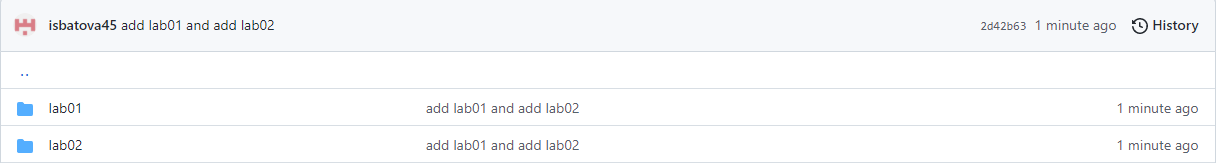 isbatova45 add lab01 and add lab02 2d42b63 1 minute ago History
..
lab01 add lab01 and add lab02 1 minute ago
lab02 add lab01 and add lab02 1 minute ago